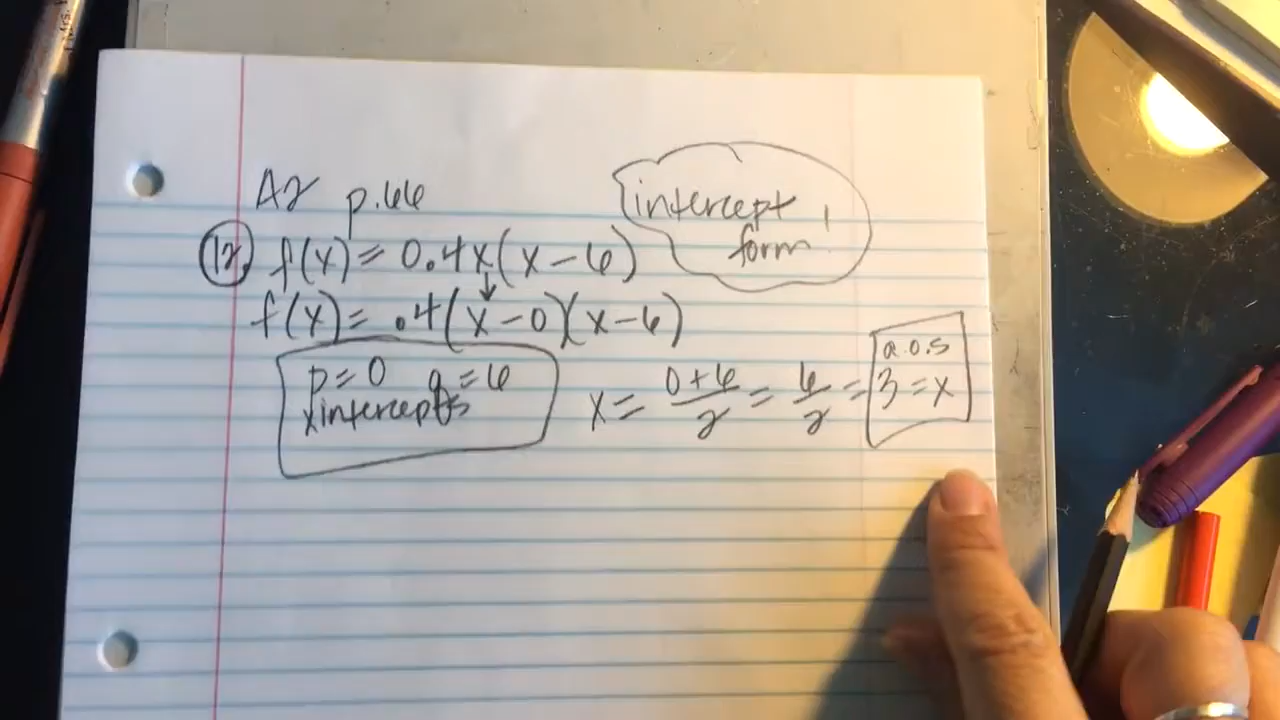 A2 p.66
intercept form!
12. f(x) = 0.4x(x-6)
f(x) = .4(x-0)(x-6)
p=0 q=6
xintercepts
x = 0+6/2 = 6/2 = 3 = x
a.o.s